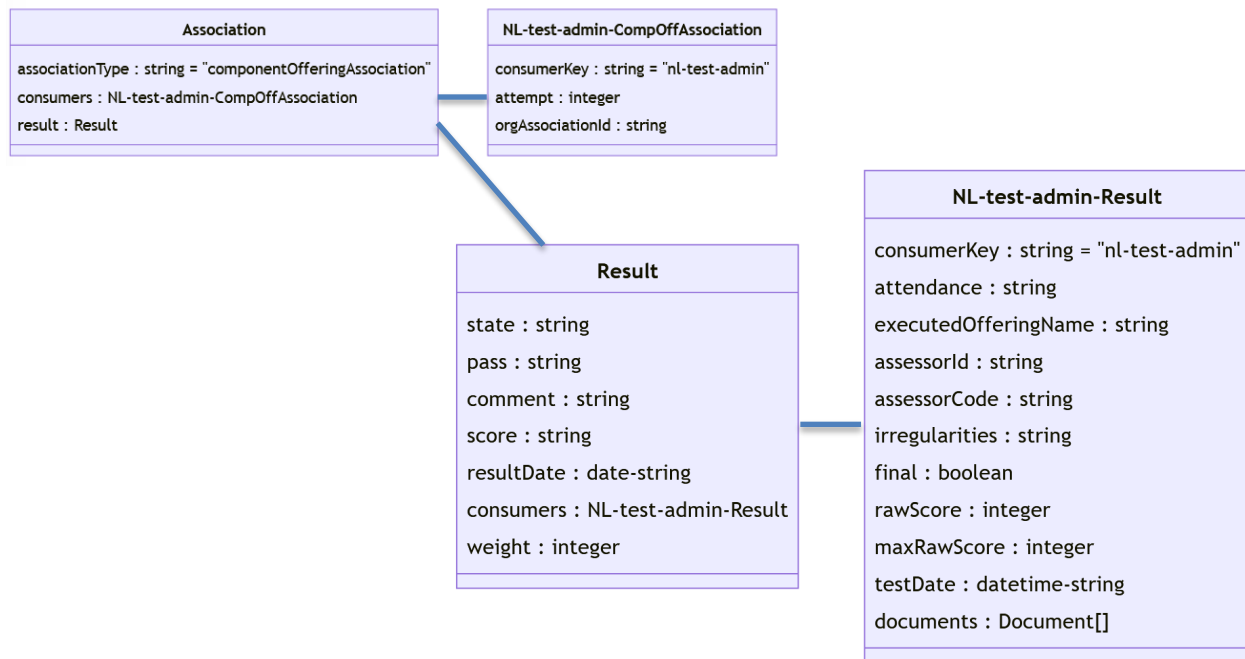 Association
associationType : string = "componentOfferingAssociation"
consumers : NL-test-admin-CompOffAssociation
result : Result
NL-test-admin-CompOffAssociation
consumerKey : string = "nl-test-admin"
attempt : integer
orgAssociationId : string
Result
state : string
pass : string
comment : string
score : string
resultDate : date-string
consumers : NL-test-admin-Result
weight : integer
NL-test-admin-Result
consumerKey : string = "nl-test-admin"
attendance : string
executedOfferingName : string
assessorId : string
assessorCode : string
irregularities : string
final : boolean
rawScore : integer
maxRawScore : integer
testDate : datetime-string
documents : Document[]